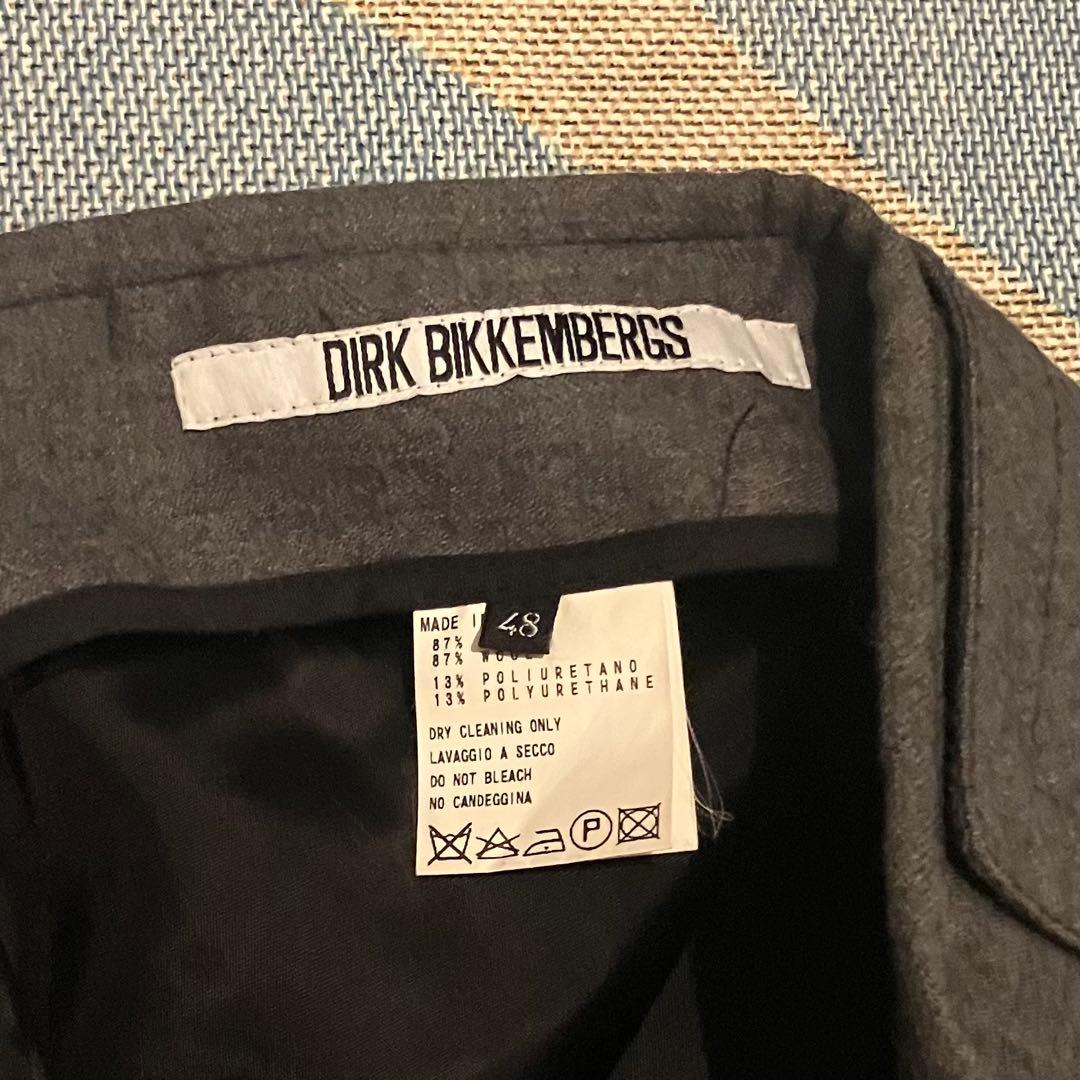 DIRK BIKKEMBERGS
48
MADE
87%
87%
13% POLIURETANO
13% POLYURETHANE
DRY CLEANING ONLY
LAVAGGIO A SECCO
DO NOT BLEACH
NO CANDEGGINA
P